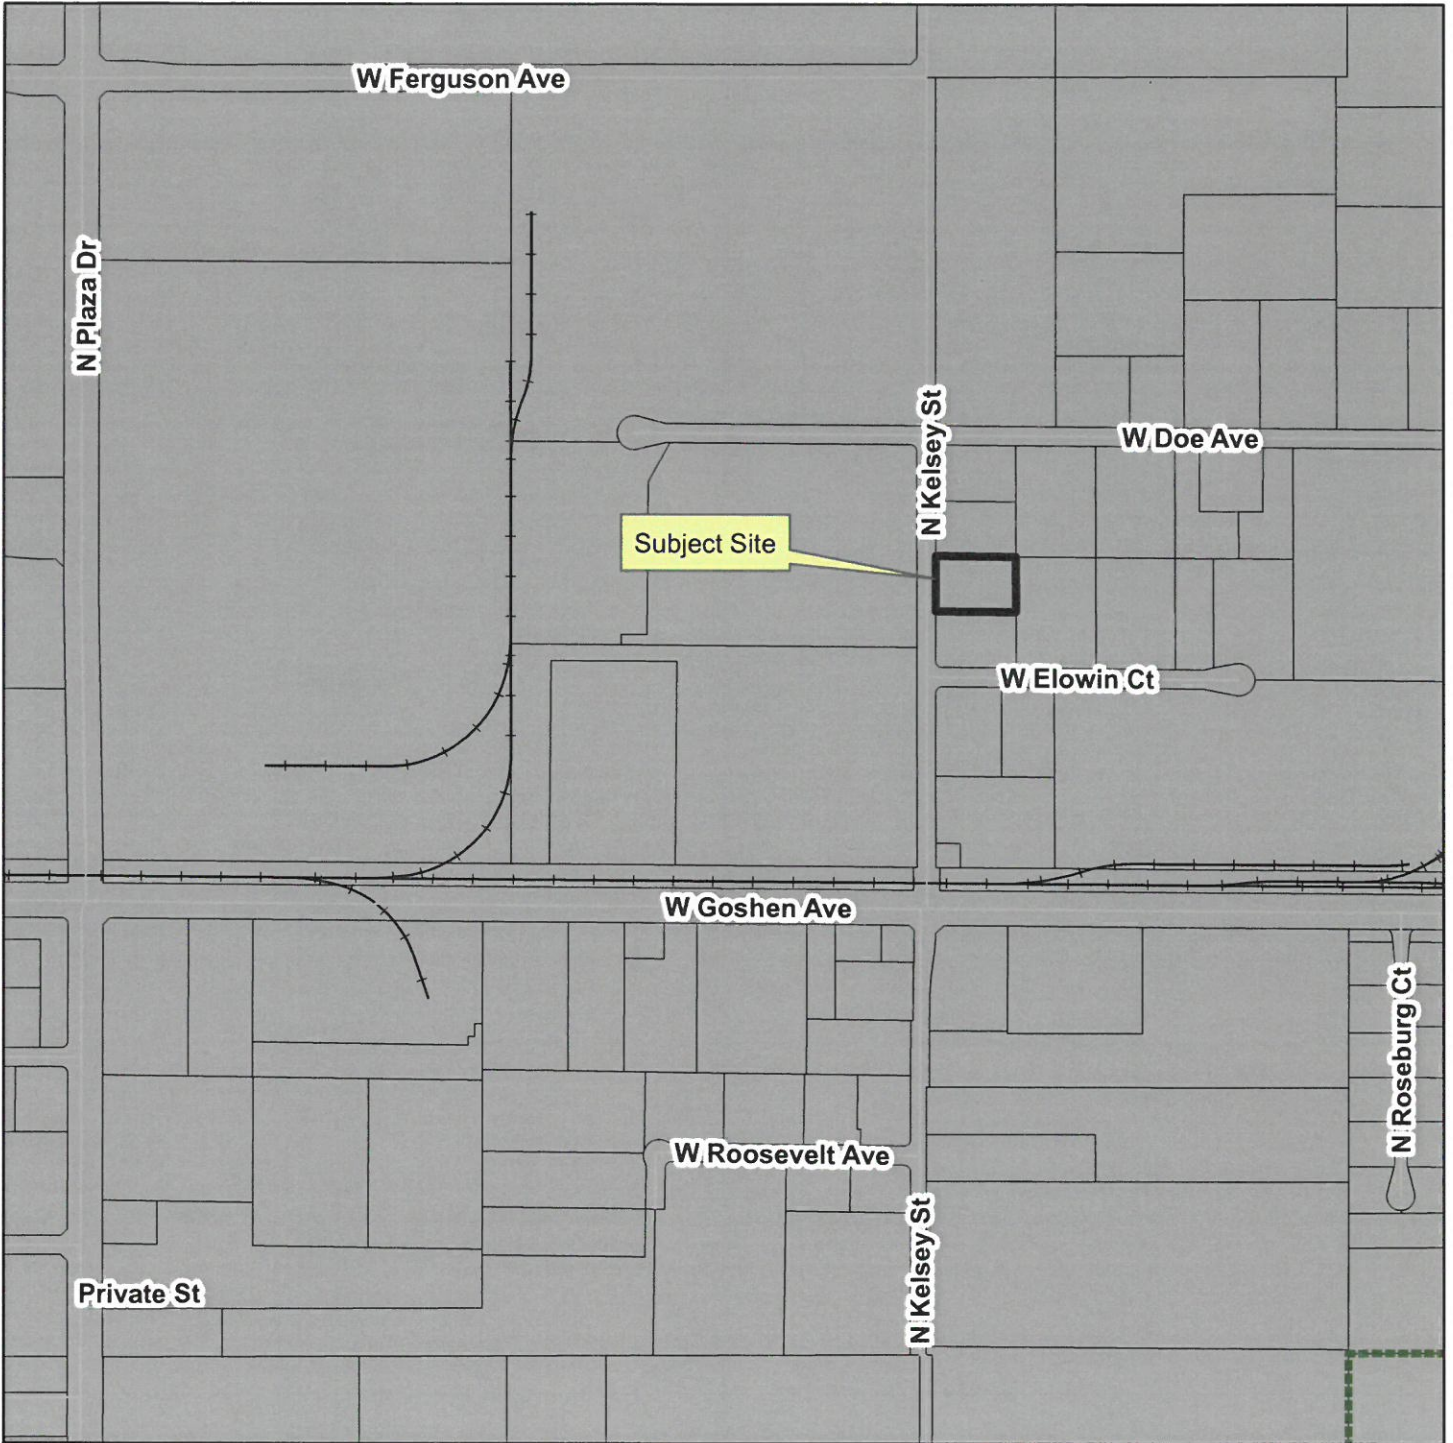 W Ferguson Ave
N Plaza Dr
N Kelsey St
W Doe Ave
Subject Site
W Elowin Ct
W Goshen Ave
N Roseburg Ct
W Roosevelt Ave
N Kelsey St
Private St